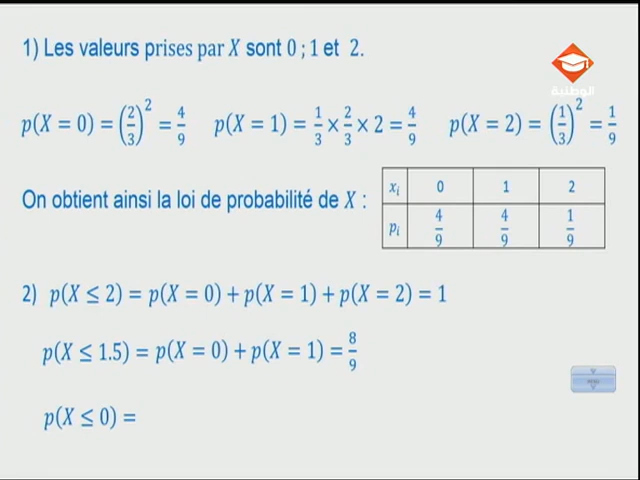 1) Les valeurs prises par X sont 0 ; 1 et 2.
الوطنية
p(X = 0) = (2/3)² = 4/9 p(X = 1) = 1/3 × 2/3 × 2 = 4/9 p(X = 2) = (1/3)² = 1/9
On obtient ainsi la loi de probabilité de X :
xᵢ 0 1 2
pᵢ 4/9 4/9 1/9
2) p(X ≤ 2) = p(X = 0) + p(X = 1) + p(X = 2) = 1
p(X ≤ 1.5) = p(X = 0) + p(X = 1) = 8/9
p(X ≤ 0) =